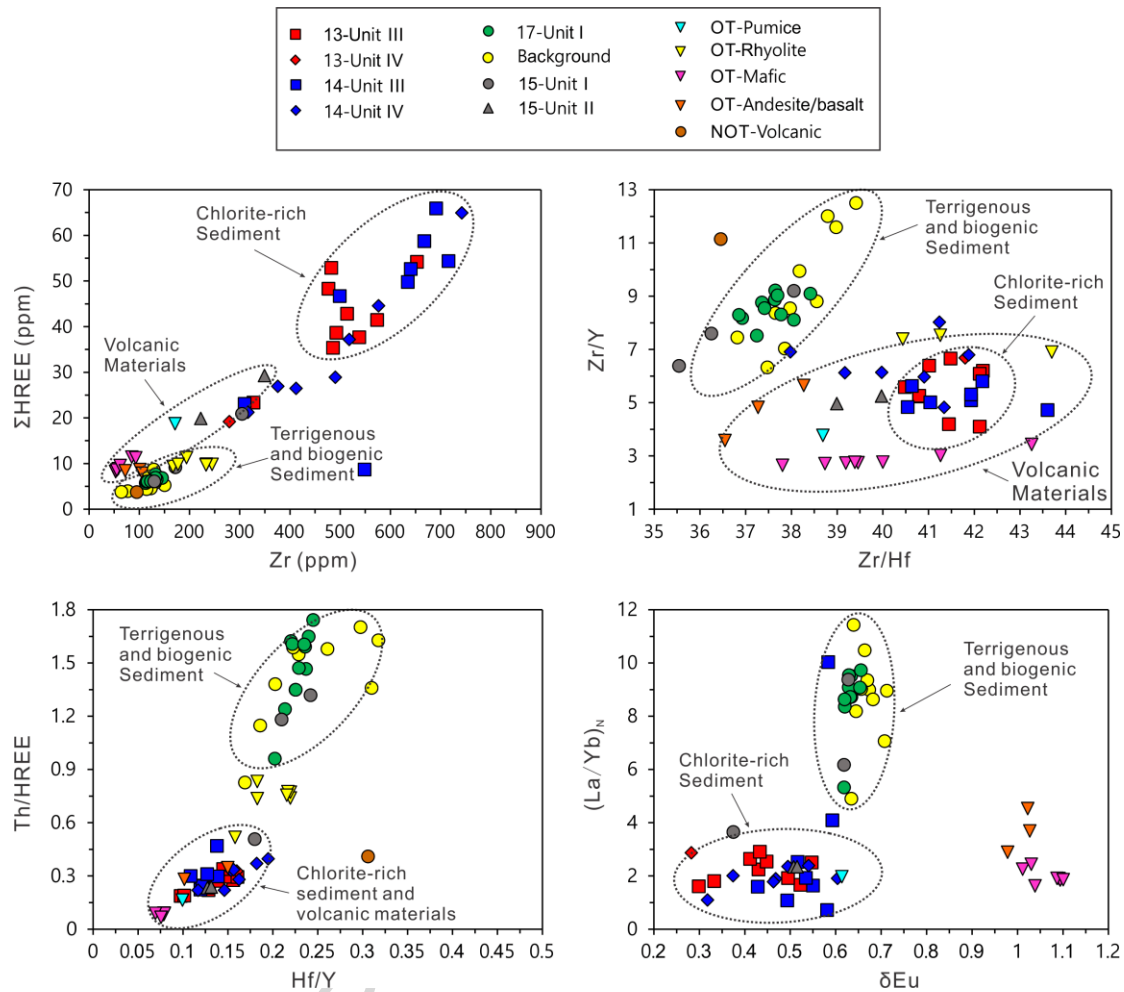 13-Unit III
13-Unit IV
14-Unit III
14-Unit IV
17-Unit I
Background
15-Unit I
15-Unit II
OT-Pumice
OT-Rhyolite
OT-Mafic
OT-Andesite/basalt
NOT-Volcanic
70
60
50
40
30
20
10
0
ΣHREE (ppm)
Chlorite-rich
Sediment
Volcanic
Materials
Terrigenous
and biogenic
Sediment
0 100 200 300 400 500 600 700 800 900
Zr (ppm)
13
11
9
7
5
3
1
Zr/Y
Terrigenous
and biogenic
Sediment
Chlorite-rich
Sediment
Volcanic
Materials
35 36 37 38 39 40 41 42 43 44 45
Zr/Hf
1.8
1.5
1.2
0.9
0.6
0.3
0
Th/HREE
Terrigenous
and biogenic
Sediment
Chlorite-rich
sediment and
volcanic materials
0 0.05 0.1 0.15 0.2 0.25 0.3 0.35 0.4 0.45 0.5
Hf/Y
12
10
8
6
4
2
0
(La/Yb)N
Terrigenous
and biogenic
Sediment
Chlorite-rich
Sediment
0.2 0.3 0.4 0.5 0.6 0.7 0.8 0.9 1 1.1 1.2
δEu